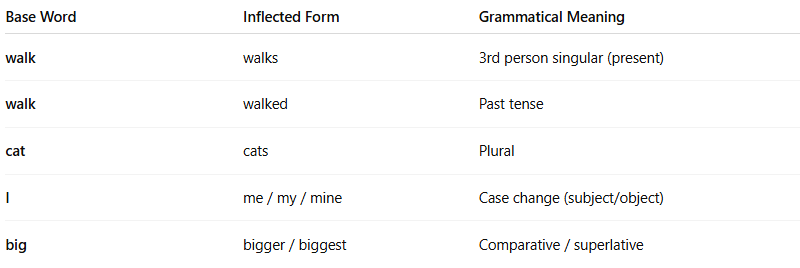 Base Word Inflected Form Grammatical Meaning
walk walks 3rd person singular (present)
walk walked Past tense
cat cats Plural
I me / my / mine Case change (subject/object)
big bigger / biggest Comparative / superlative